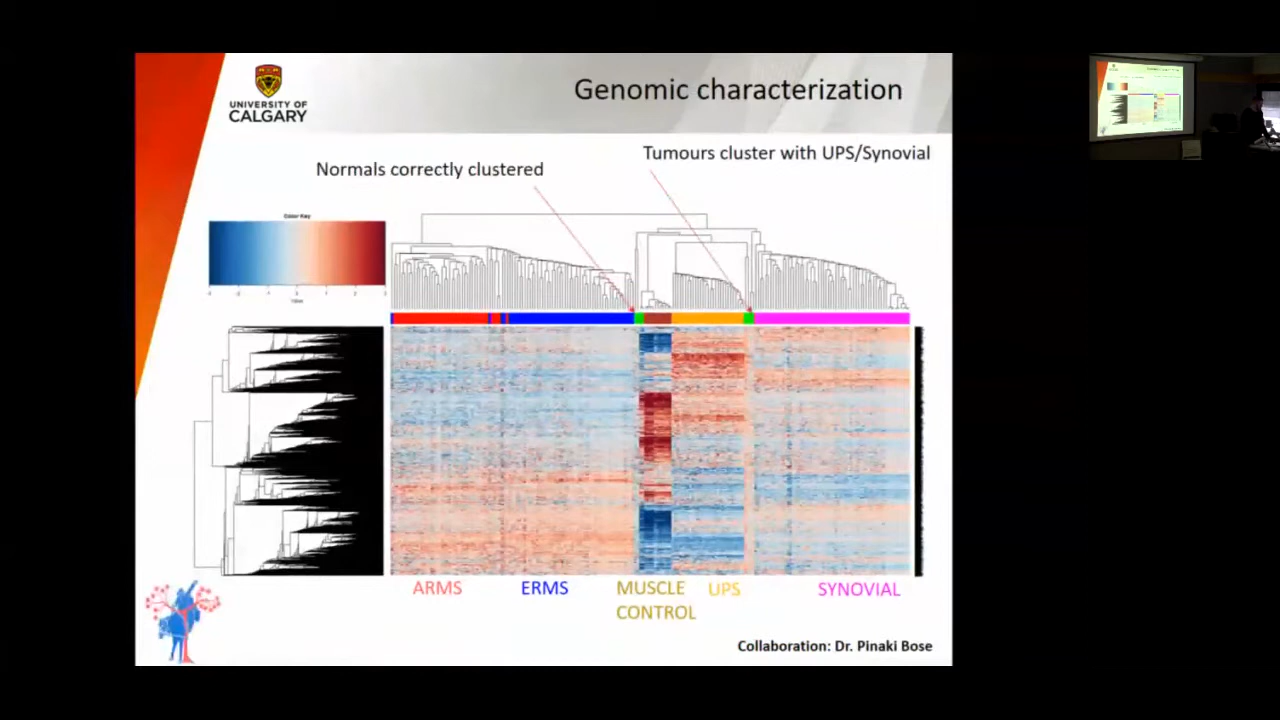 UNIVERSITY OF
CALGARY
Genomic characterization
Normals correctly clustered
Tumours cluster with UPS/Synovial
Color Key
ARMS
ERMS
MUSCLE
CONTROL
UPS
SYNOVIAL
Collaboration: Dr. Pinaki Bose